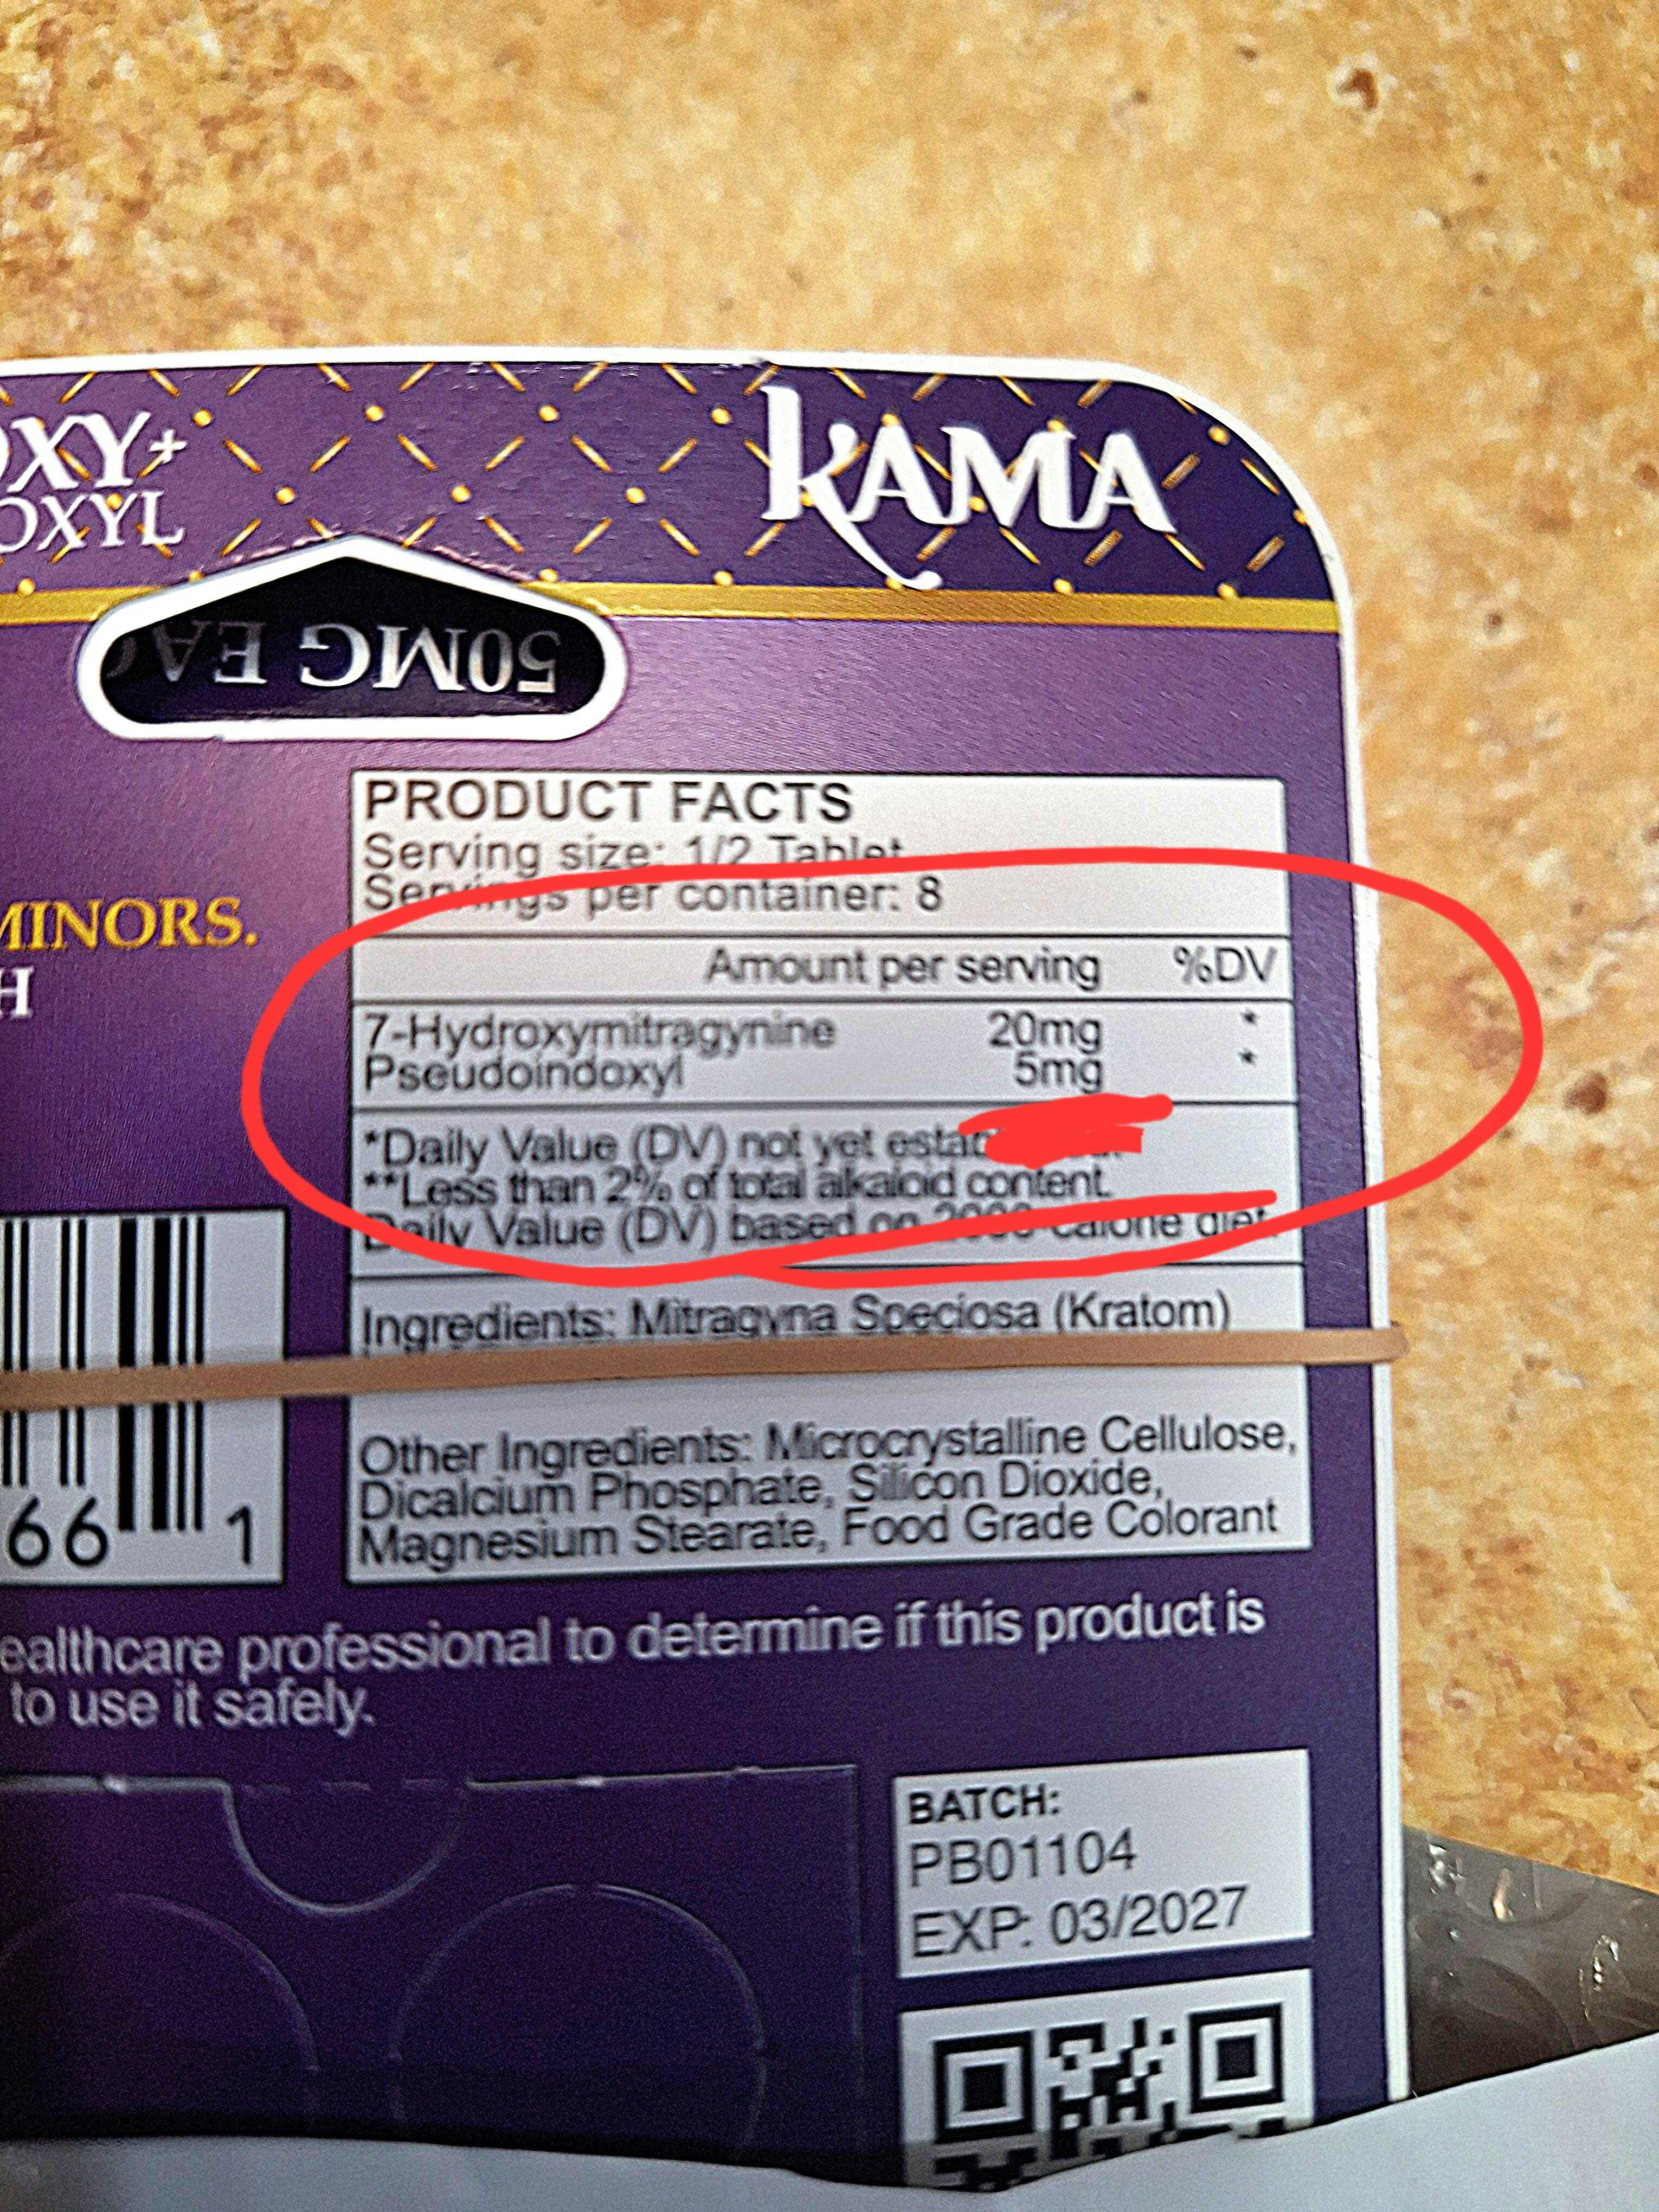 OXY+
OXYL
KAMA
50MG EA
PRODUCT FACTS
Serving size: 1/2 Tablet
Servings per container: 8
Amount per serving %DV
7-Hydroxymitragynine 20mg *
Pseudoindoxyl 5mg *
*Daily Value (DV) not yet
**Less than 2% of total alkaloid content.
Daily Value (DV) based on 2000 calorie diet.
Ingredients: Mitragyna Speciosa (Kratom)
Other Ingredients: Microcrystalline Cellulose,
Dicalcium Phosphate, Silicon Dioxide,
Magnesium Stearate, Food Grade Colorant
MINORS.
H
66 1
ealthcare professional to determine if this product is
to use it safely.
BATCH:
PB01104
EXP: 03/2027